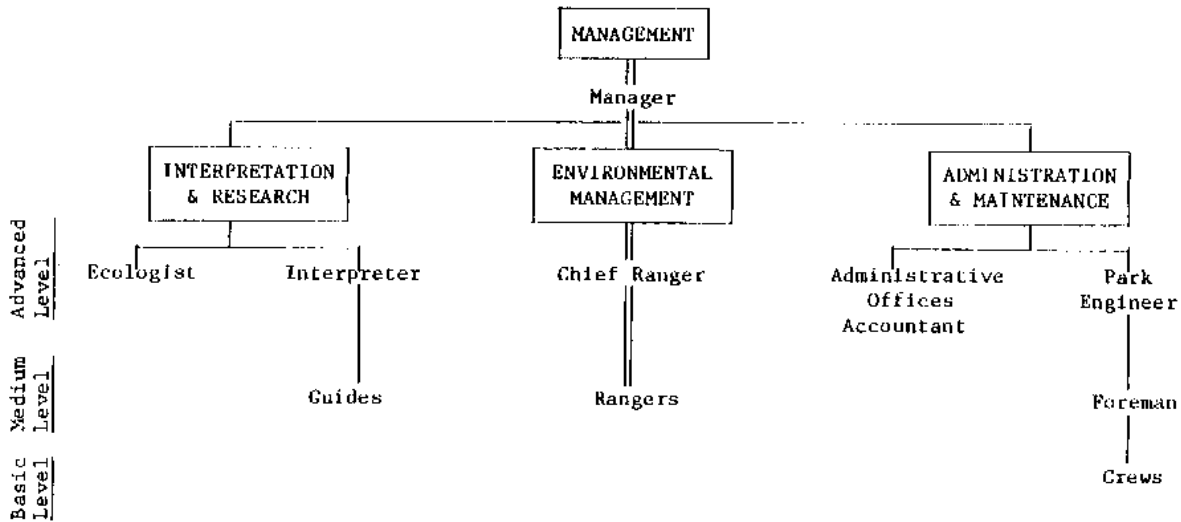 MANAGEMENT
Manager
INTERPRETATION
& RESEARCH
ENVIRONMENTAL
MANAGEMENT
ADMINISTRATION
& MAINTENANCE
Advanced
Level
Ecologist
Interpreter
Chief Ranger
Administrative
Offices
Accountant
Park
Engineer
Medium
Level
Guides
Rangers
Foreman
Basic
Level
Crews